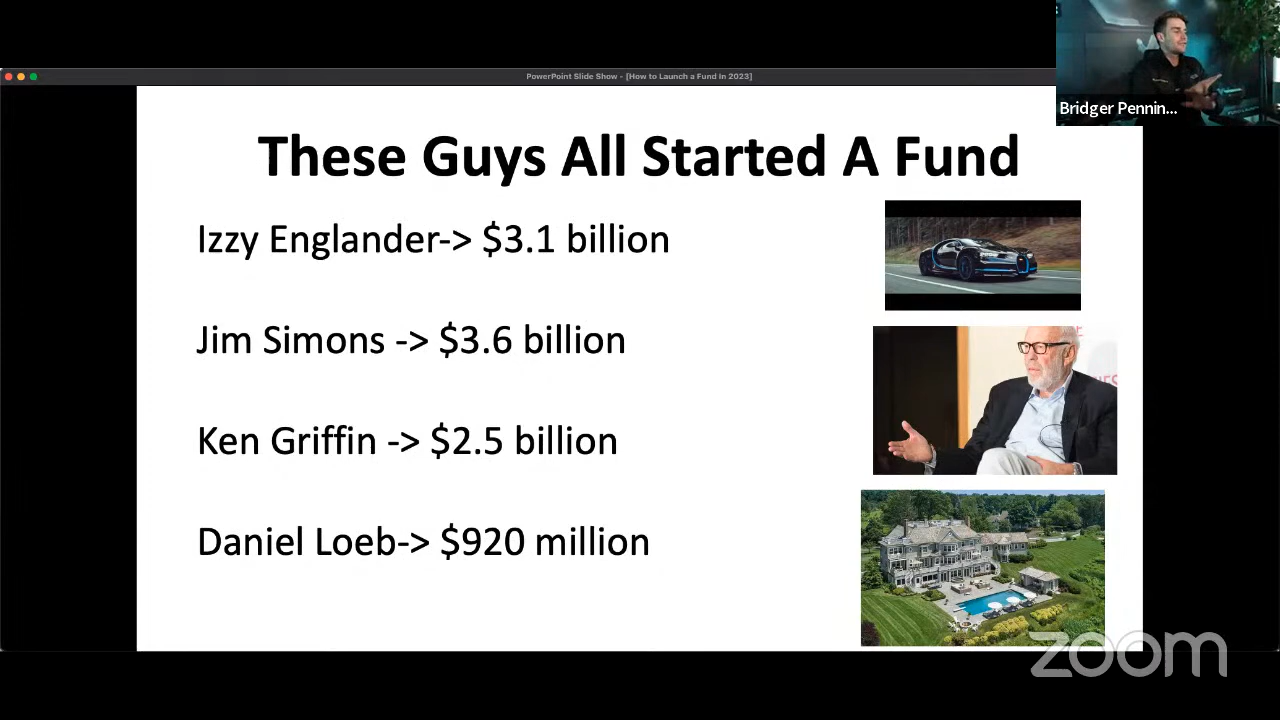 PowerPoint Slide Show - [How to Launch a Fund In 2023]
Bridger Pennin...
These Guys All Started A Fund
Izzy Englander-> $3.1 billion
Jim Simons -> $3.6 billion
Ken Griffin -> $2.5 billion
Daniel Loeb-> $920 million
zoom